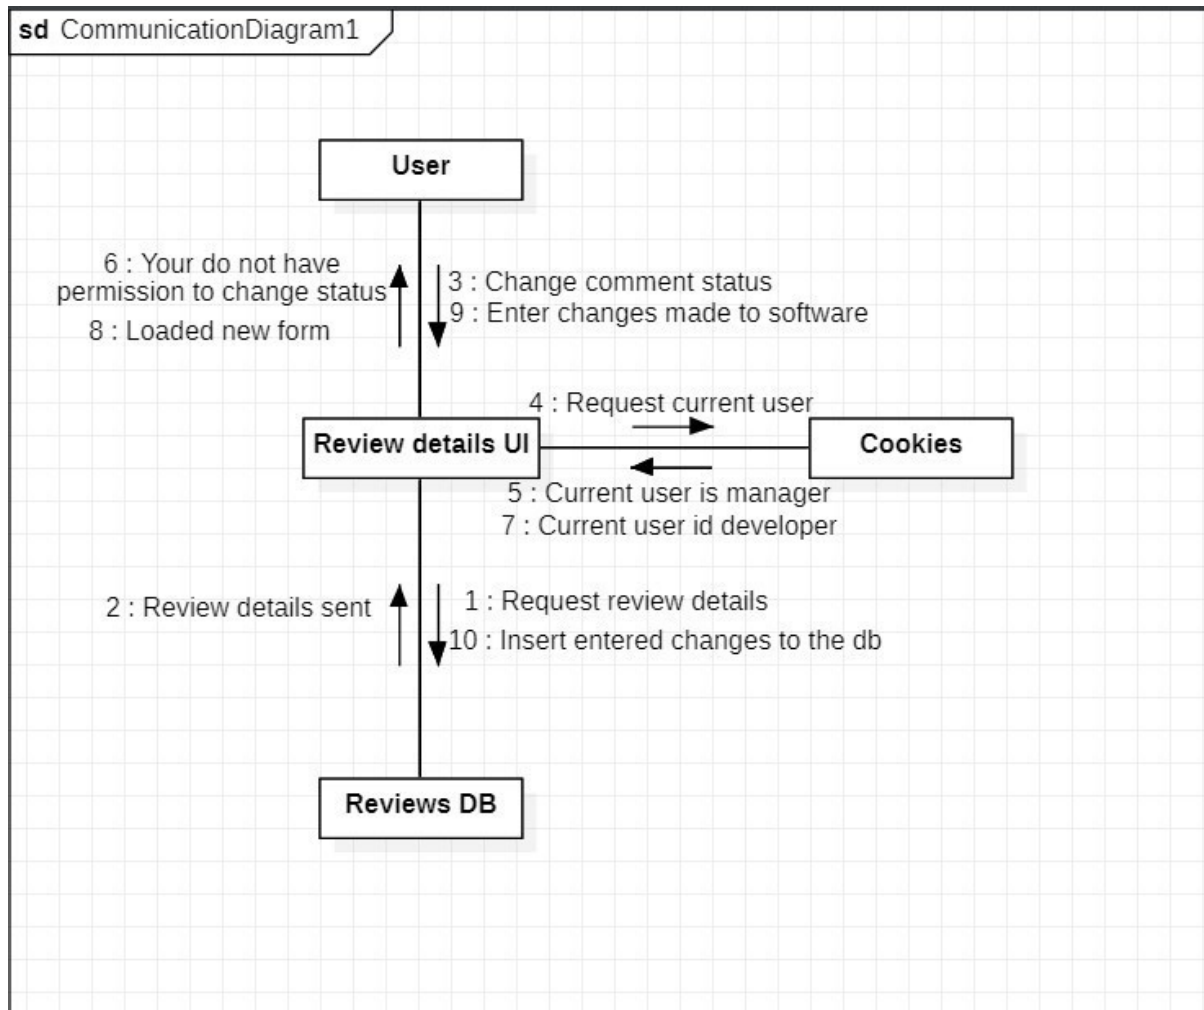 sd CommunicationDiagram1
User
6 : Your do not have
permission to change status
8 : Loaded new form
3 : Change comment status
9 : Enter changes made to software
4 : Request current user
Review details UI
Cookies
5 : Current user is manager
7 : Current user id developer
2 : Review details sent
1 : Request review details
10 : Insert entered changes to the db
Reviews DB